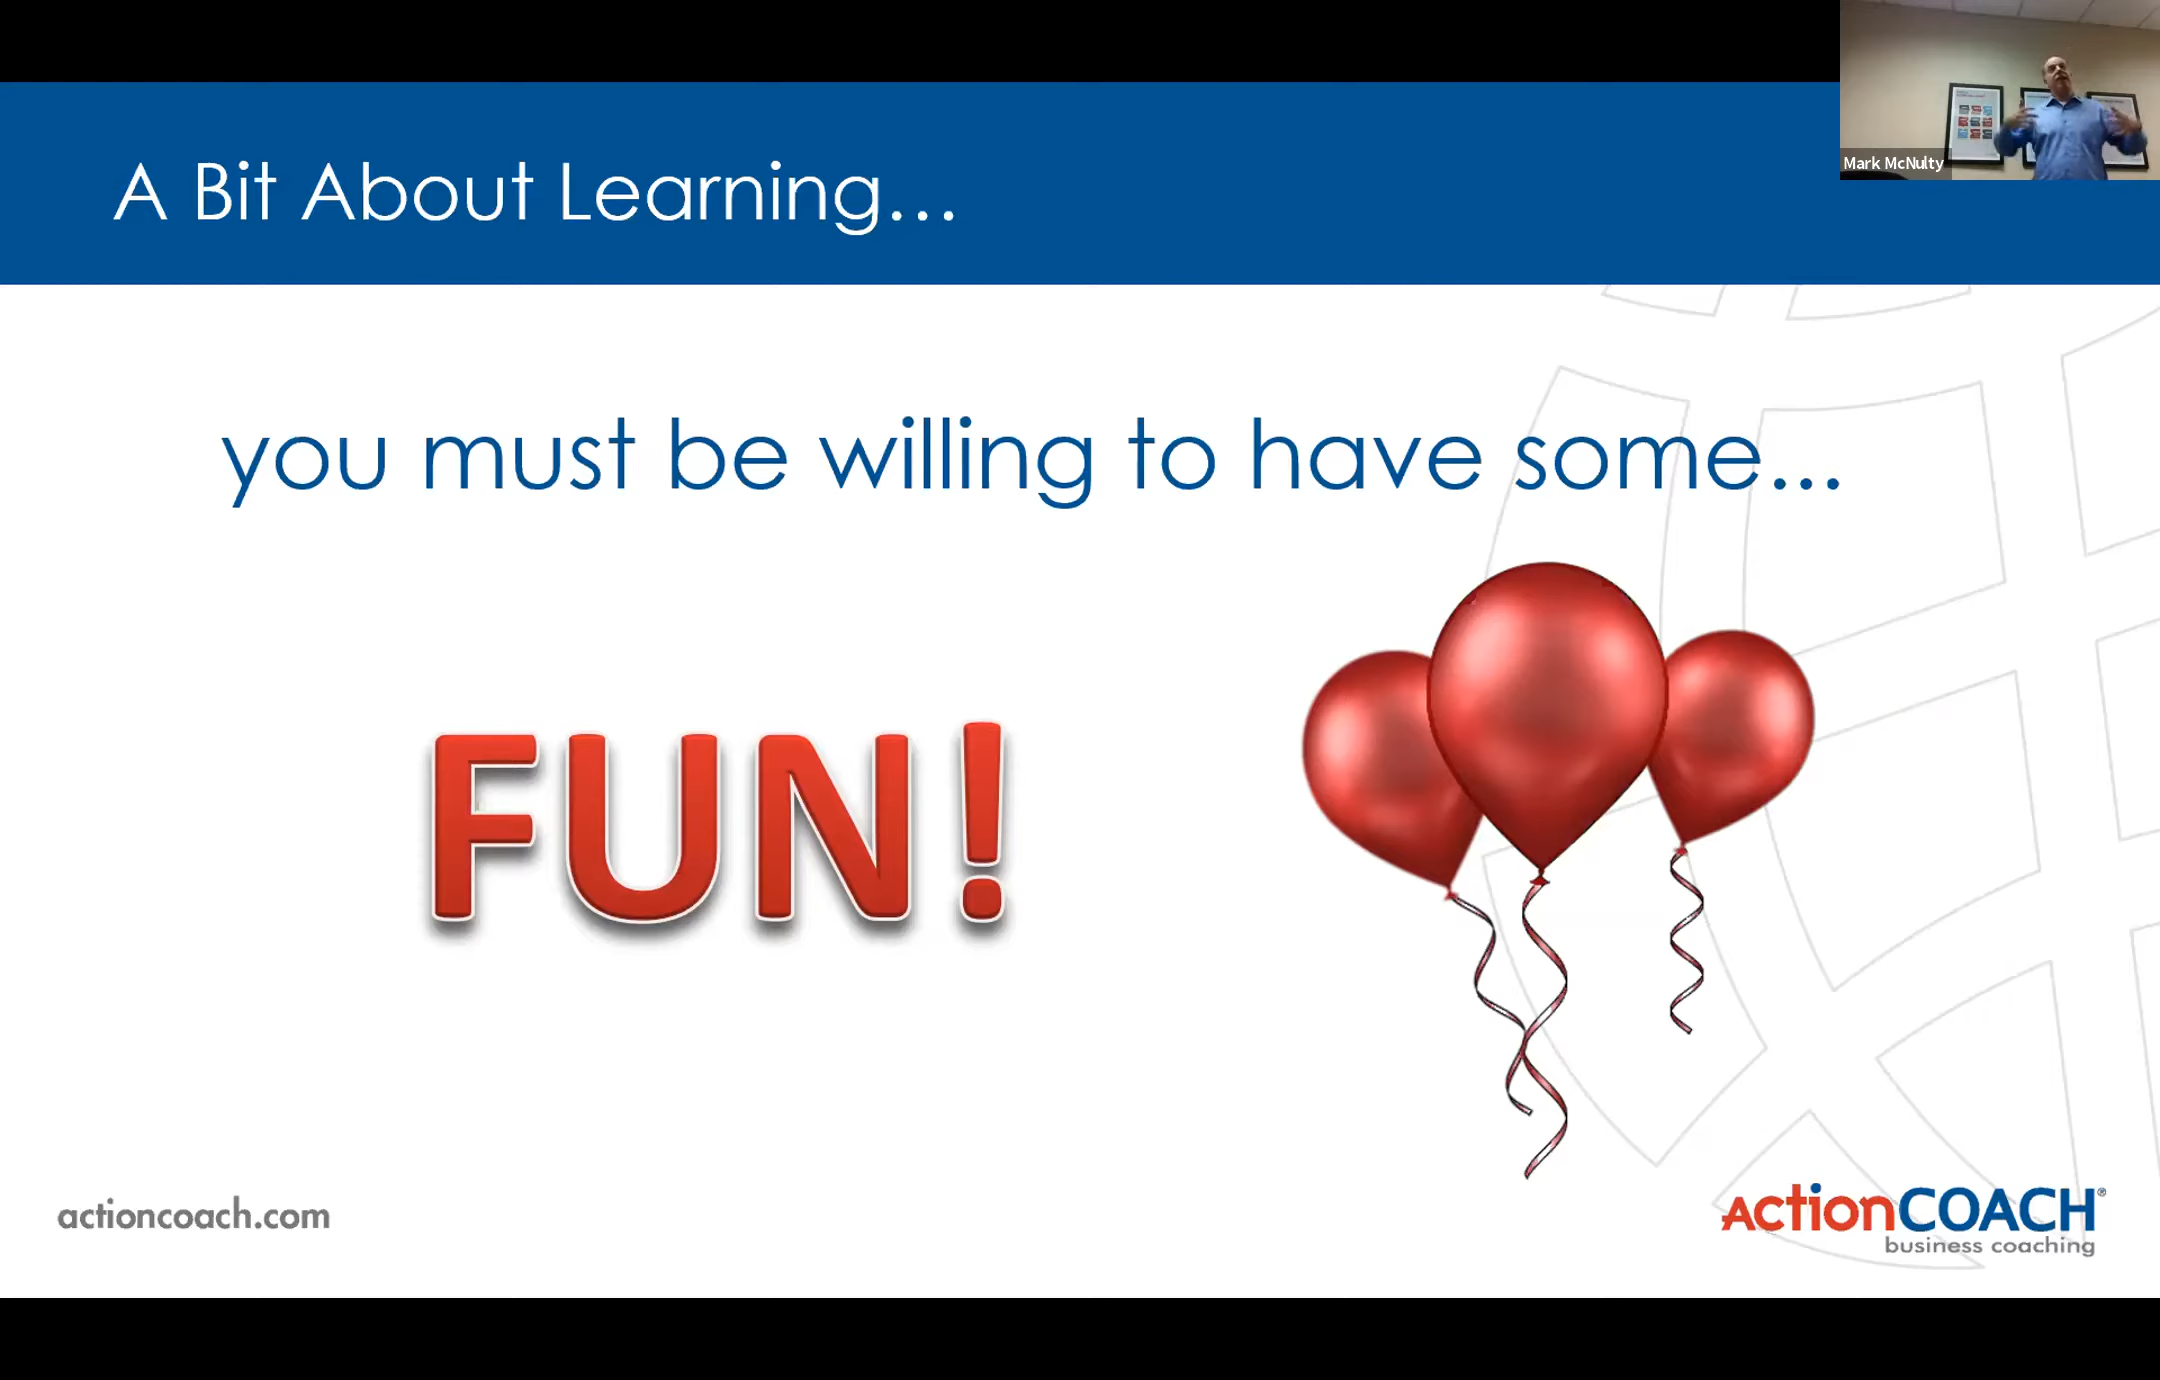 A Bit About Learning...
Mark McNulty
you must be willing to have some...
FUN!
actioncoach.com
ActionCOACH®
business coaching